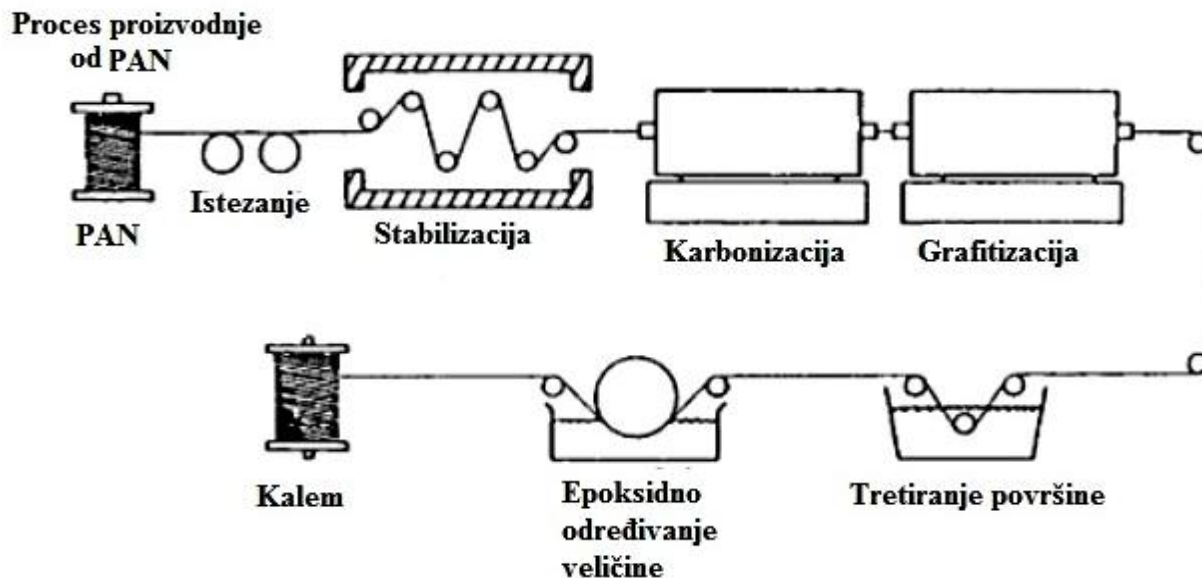 Proces proizvodnje
od PAN
PAN
Istezanje
Stabilizacija
Karbonizacija
Grafitizacija
Kalem
Epoksidno
određivanje
veličine
Tretiranje površine